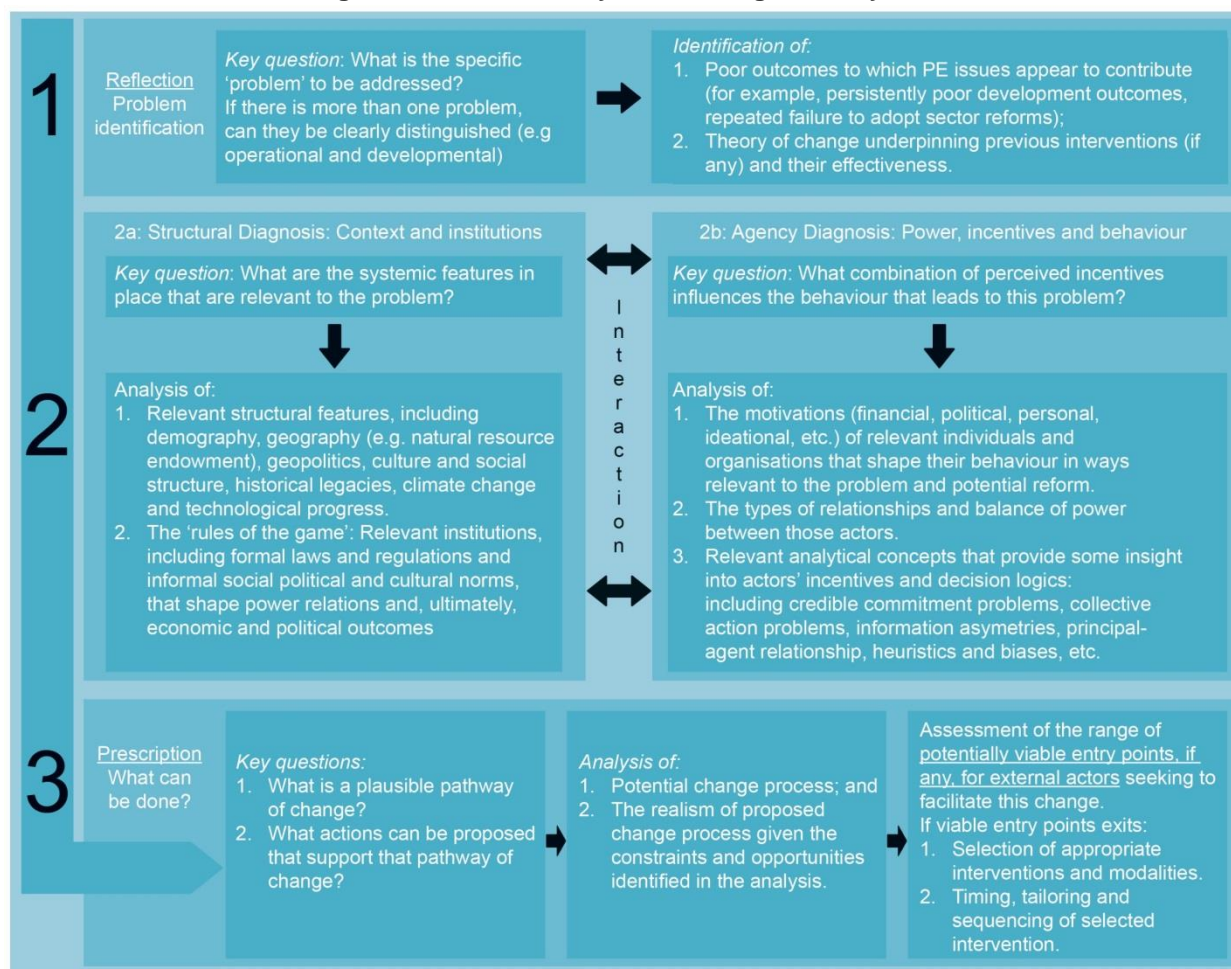 1
Reflection
Problem
identification
Key question: What is the specific
‘problem’ to be addressed?
If there is more than one problem,
can they be clearly distinguished (e.g
operational and developmental)
Identification of:
1. Poor outcomes to which PE issues appear to contribute
(for example, persistently poor development outcomes,
repeated failure to adopt sector reforms);
2. Theory of change underpinning previous interventions (if
any) and their effectiveness.
2
2a: Structural Diagnosis: Context and institutions
Key question: What are the systemic features in
place that are relevant to the problem?
Analysis of:
1. Relevant structural features, including
demography, geography (e.g. natural resource
endowment), geopolitics, culture and social
structure, historical legacies, climate change
and technological progress.
2. The ‘rules of the game’: Relevant institutions,
including formal laws and regulations and
informal social political and cultural norms,
that shape power relations and, ultimately,
economic and political outcomes
Interaction
2b: Agency Diagnosis: Power, incentives and behaviour
Key question: What combination of perceived incentives
influences the behaviour that leads to this problem?
Analysis of:
1. The motivations (financial, political, personal,
ideational, etc.) of relevant individuals and
organisations that shape their behaviour in ways
relevant to the problem and potential reform.
2. The types of relationships and balance of power
between those actors.
3. Relevant analytical concepts that provide some insight
into actors’ incentives and decision logics:
including credible commitment problems, collective
action problems, information asymetries, principal-
agent relationship, heuristics and biases, etc.
3
Prescription
What can
be done?
Key questions:
1. What is a plausible pathway
of change?
2. What actions can be proposed
that support that pathway of
change?
Analysis of:
1. Potential change process; and
2. The realism of proposed
change process given the
constraints and opportunities
identified in the analysis.
Assessment of the range of
potentially viable entry points, if
any, for external actors seeking to
facilitate this change.
If viable entry points exits:
1. Selection of appropriate
interventions and modalities.
2. Timing, tailoring and
sequencing of selected
intervention.